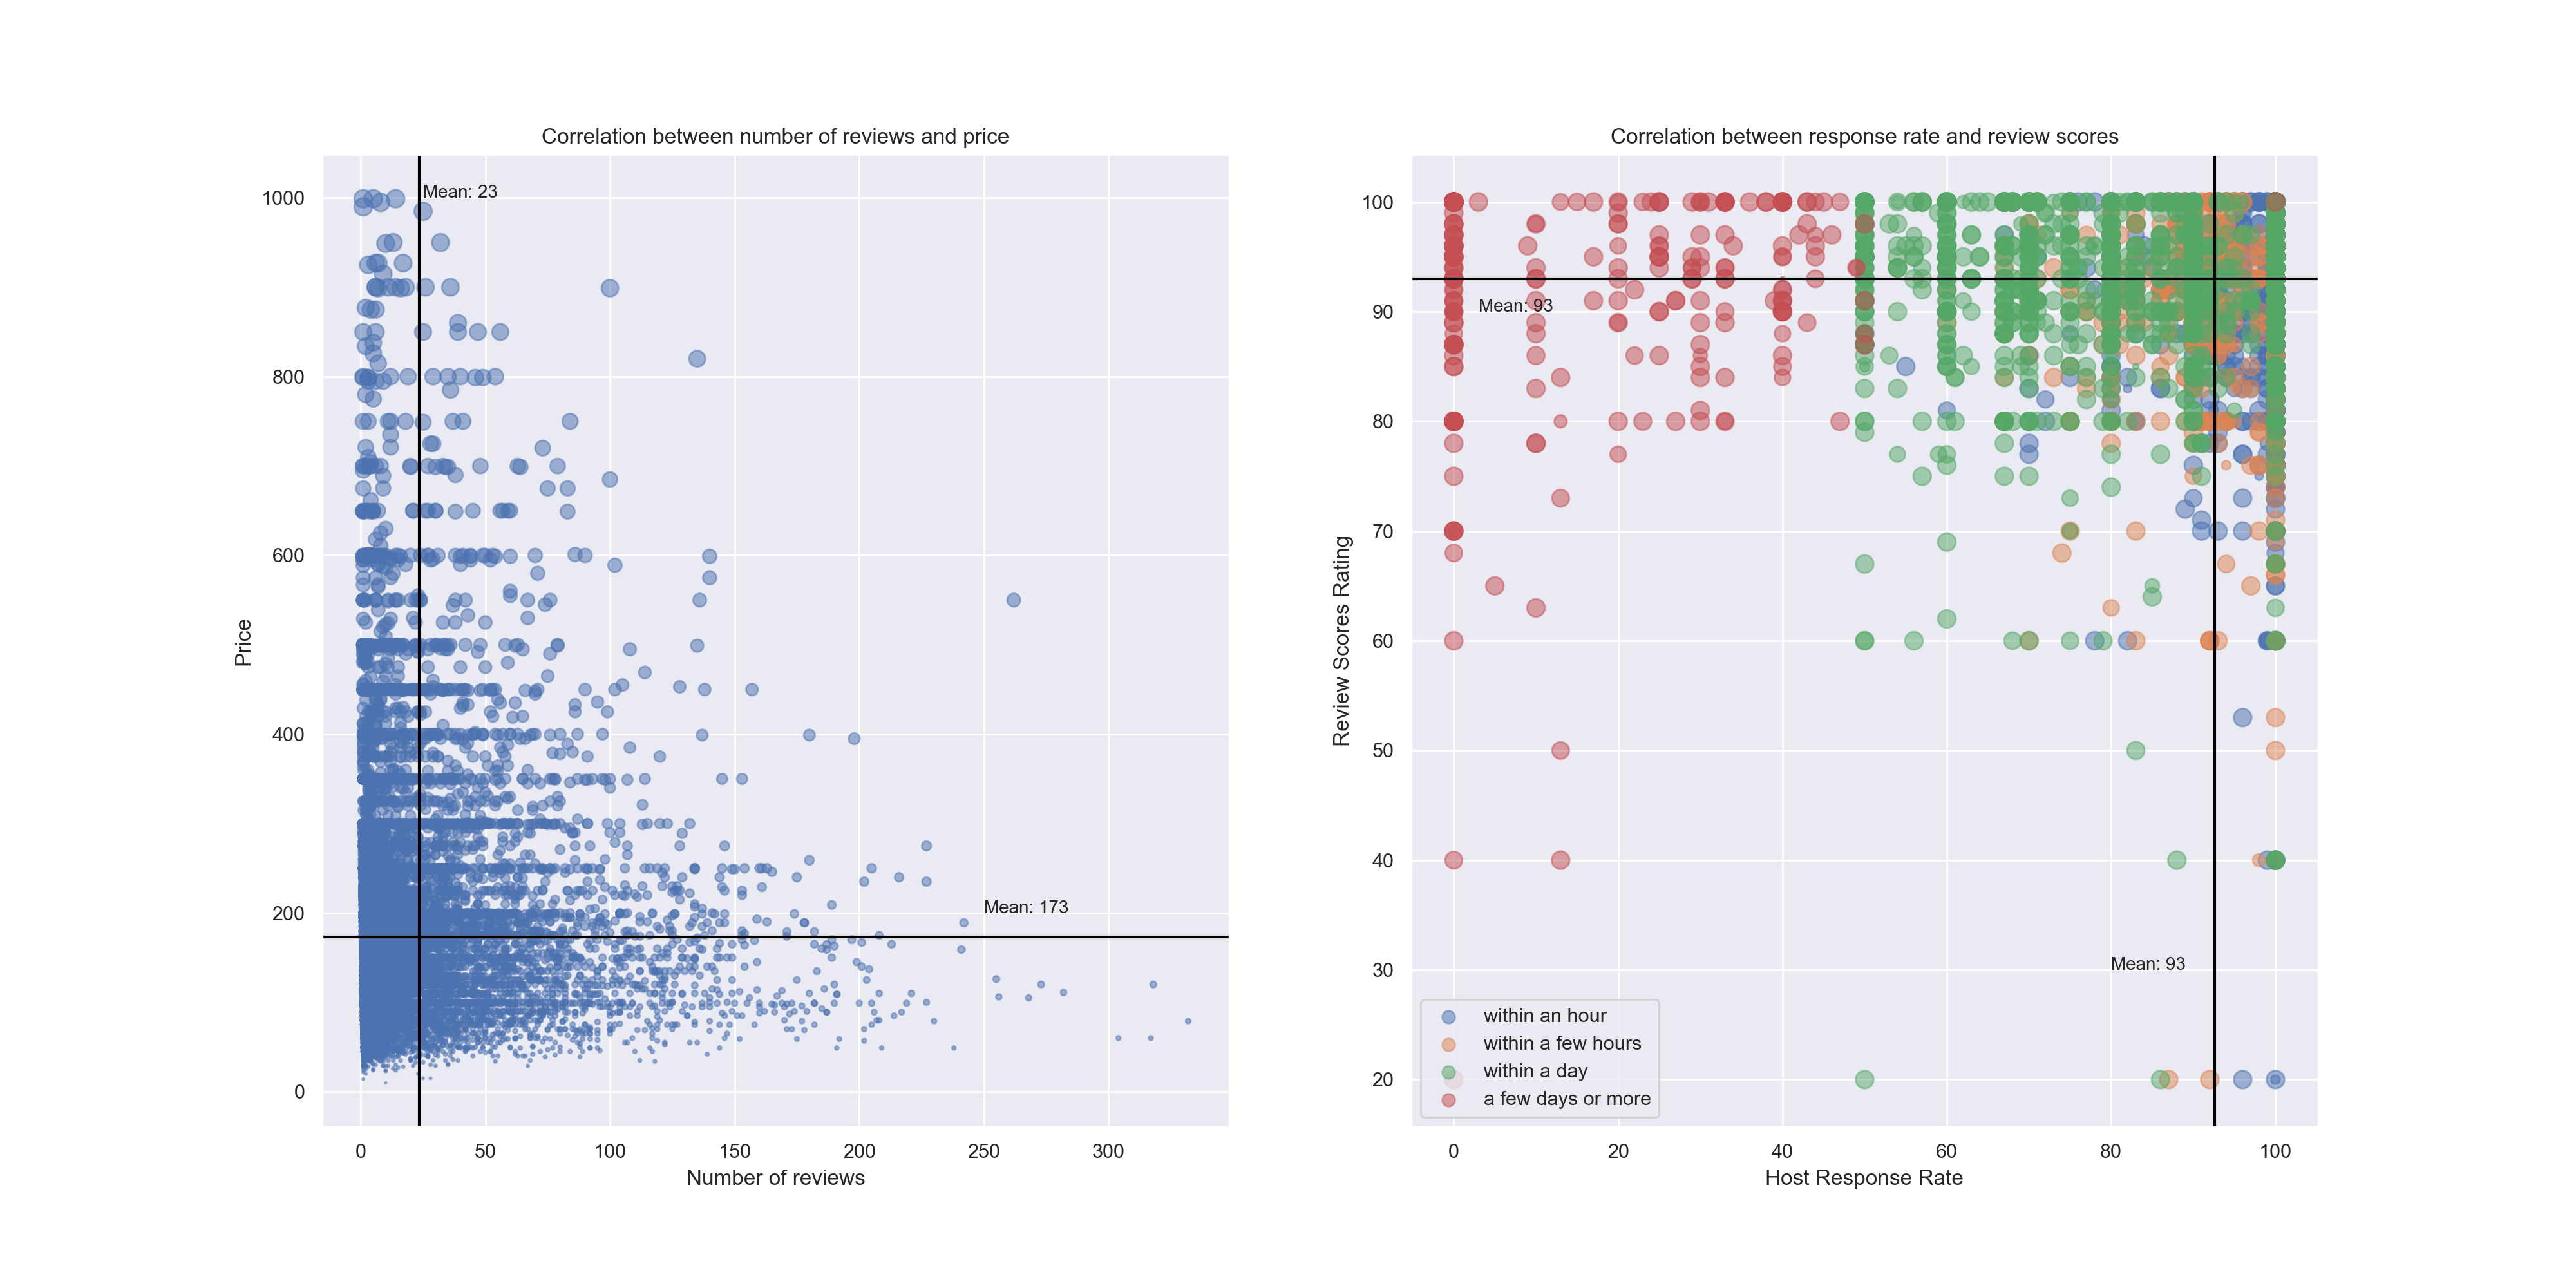 Correlation between number of reviews and price
Mean: 23
1000
800
600
400
200
0
Price
Mean: 173
0 50 100 150 200 250 300
Number of reviews
Correlation between response rate and review scores
100
90
80
70
60
50
40
30
20
Review Scores Rating
Mean: 93
Mean: 93
within an hour
within a few hours
within a day
a few days or more
0 20 40 60 80 100
Host Response Rate